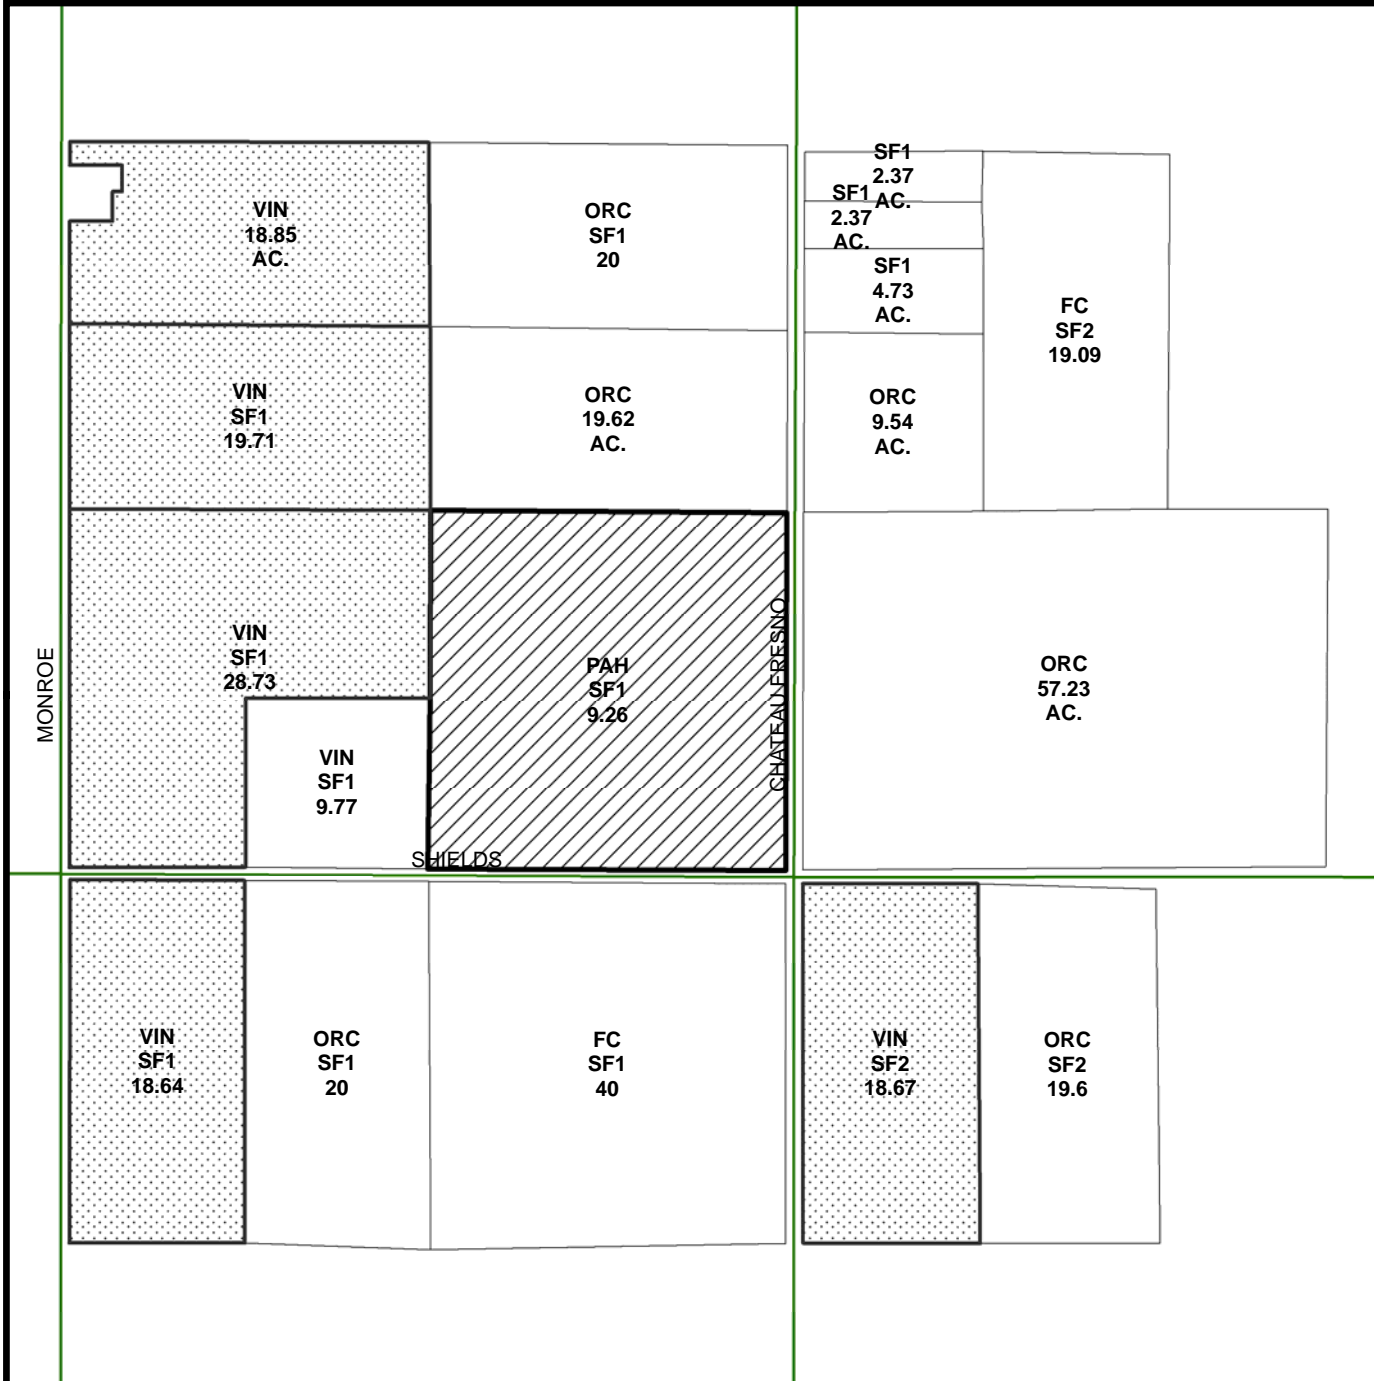 VIN
18.85
AC.
ORC
SF1
20
SF1
2.37
AC.
SF1
2.37
AC.
SF1
4.73
AC.
FC
SF2
19.09
VIN
SF1
19.71
ORC
19.62
AC.
ORC
9.54
AC.
MONROE
VIN
SF1
28.73
VIN
SF1
9.77
PAH
SF1
9.26
CHATEAU FRESNO
ORC
57.23
AC.
SHIELDS
VIN
SF1
18.64
ORC
SF1
20
FC
SF1
40
VIN
SF2
18.67
ORC
SF2
19.6